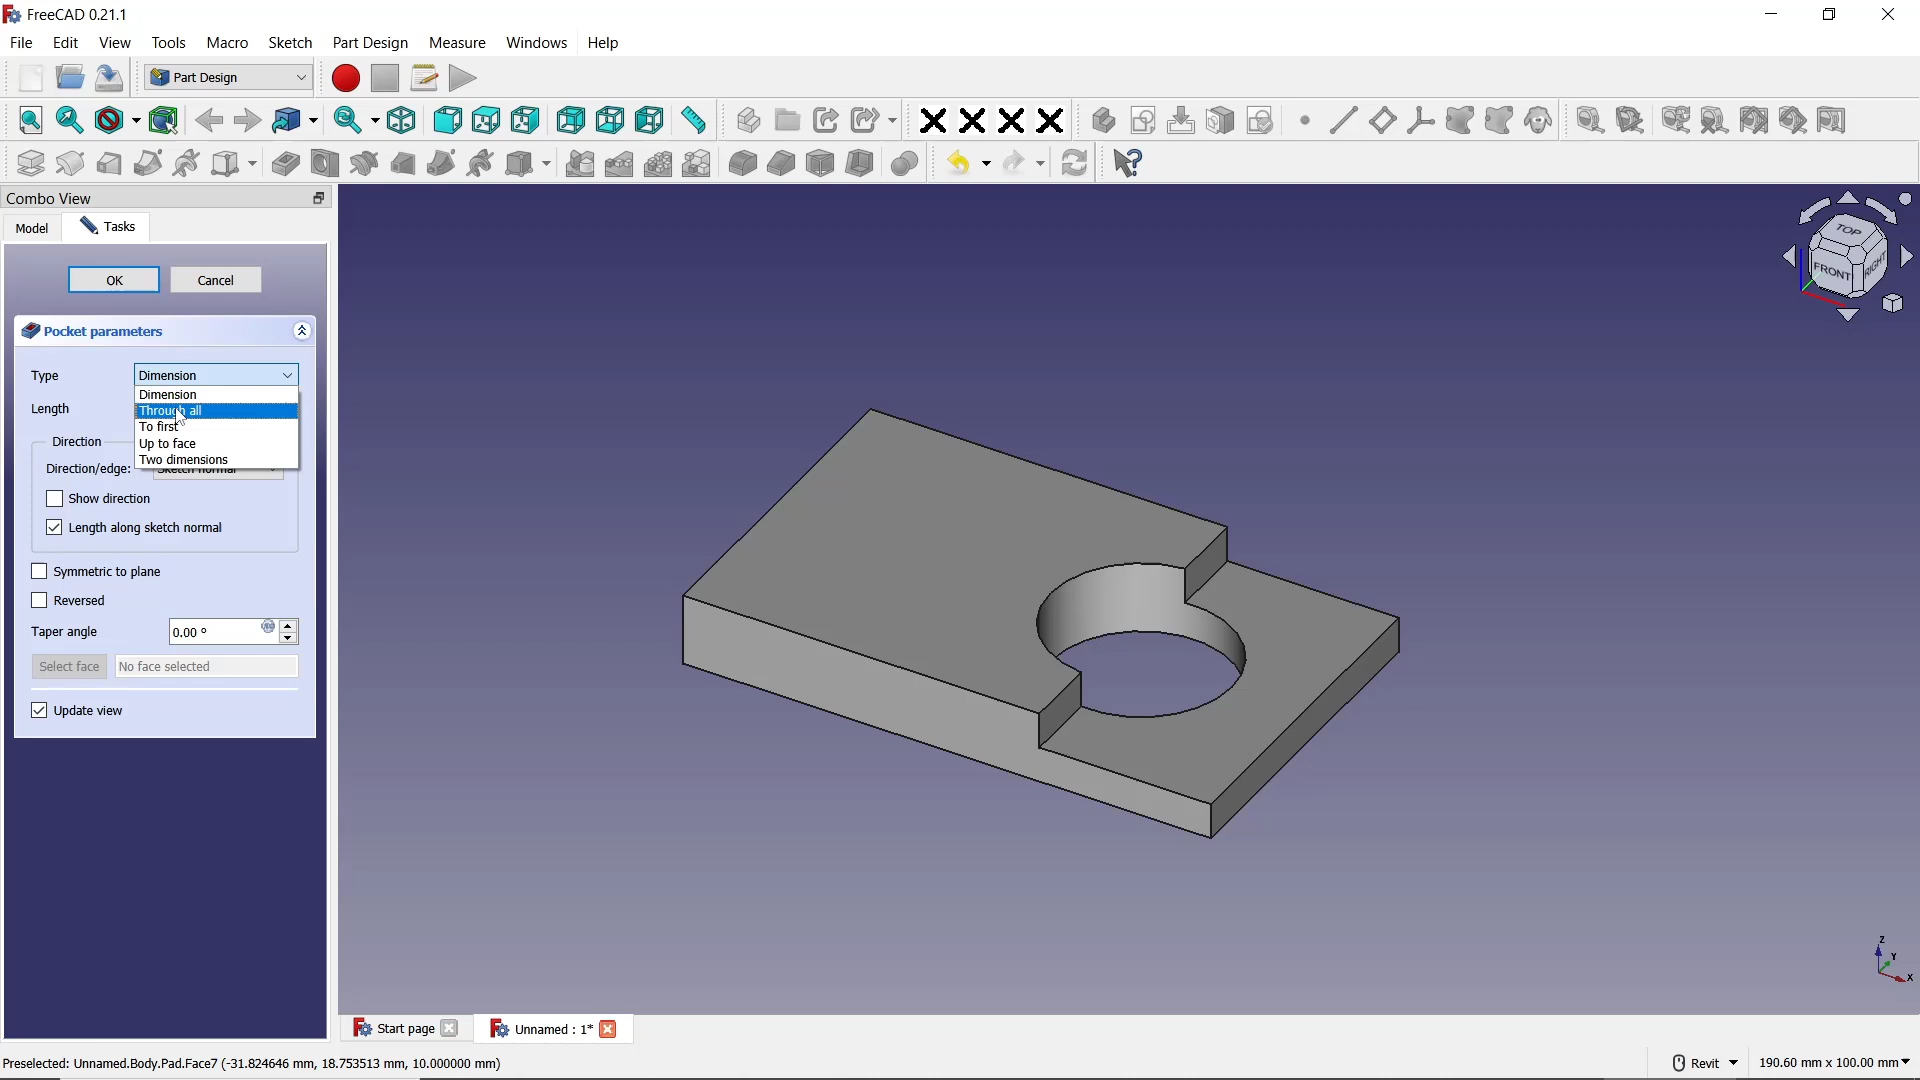 FreeCAD 0.21.1
File Edit View Tools Macro Sketch Part Design Measure Windows Help
Part Design
Combo View
Model Tasks
OK Cancel
Pocket parameters
Type Dimension
Dimension
Length Through all
To first
Direction Up to face
Two dimensions
Direction/edge: Sketch normal
Show direction
Length along sketch normal
Symmetric to plane
Reversed
Taper angle 0.00 °
Select face No face selected
Update view
TOP
FRONT
RIGHT
Z
Y
X
Start page Unnamed : 1*
Preselected: Unnamed.Body.Pad.Face7 (-31.824646 mm, 18.753513 mm, 10.000000 mm) Revit 190.60 mm x 100.00 mm